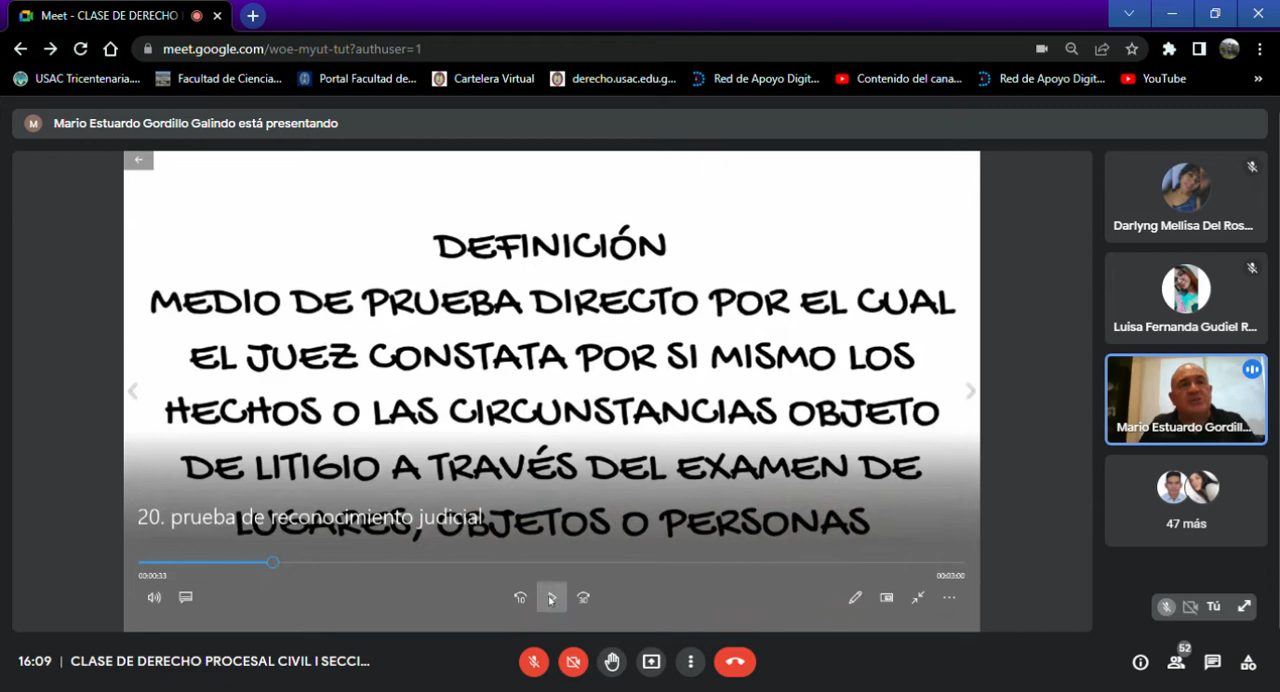 Meet - CLASE DE DERECHO
meet.google.com/woe-myut-tut?authuser=1
USAC Tricentenaria....
Facultad de Ciencia...
Portal Facultad de...
Cartelera Virtual
derecho.usac.edu.g...
Red de Apoyo Digit...
Contenido del cana...
Red de Apoyo Digit...
YouTube
»
M
Mario Estuardo Gordillo Galindo está presentando
DEFINICIÓN
MEDIO DE PRUEBA DIRECTO POR EL CUAL
EL JUEZ CONSTATA POR SI MISMO LOS
HECHOS O LAS CIRCUNSTANCIAS OBJETO
DE LITIGIO A TRAVÉS DEL EXAMEN DE
LUGARES, OBJETOS O PERSONAS
20. prueba de reconocimiento judicial
00:00:33
00:03:00
10
30
Darlyng Mellisa Del Ros...
Luisa Fernanda Gudiel R...
Mario Estuardo Gordill...
47 más
Tú
16:09 | CLASE DE DERECHO PROCESAL CIVIL I SECCI...
52